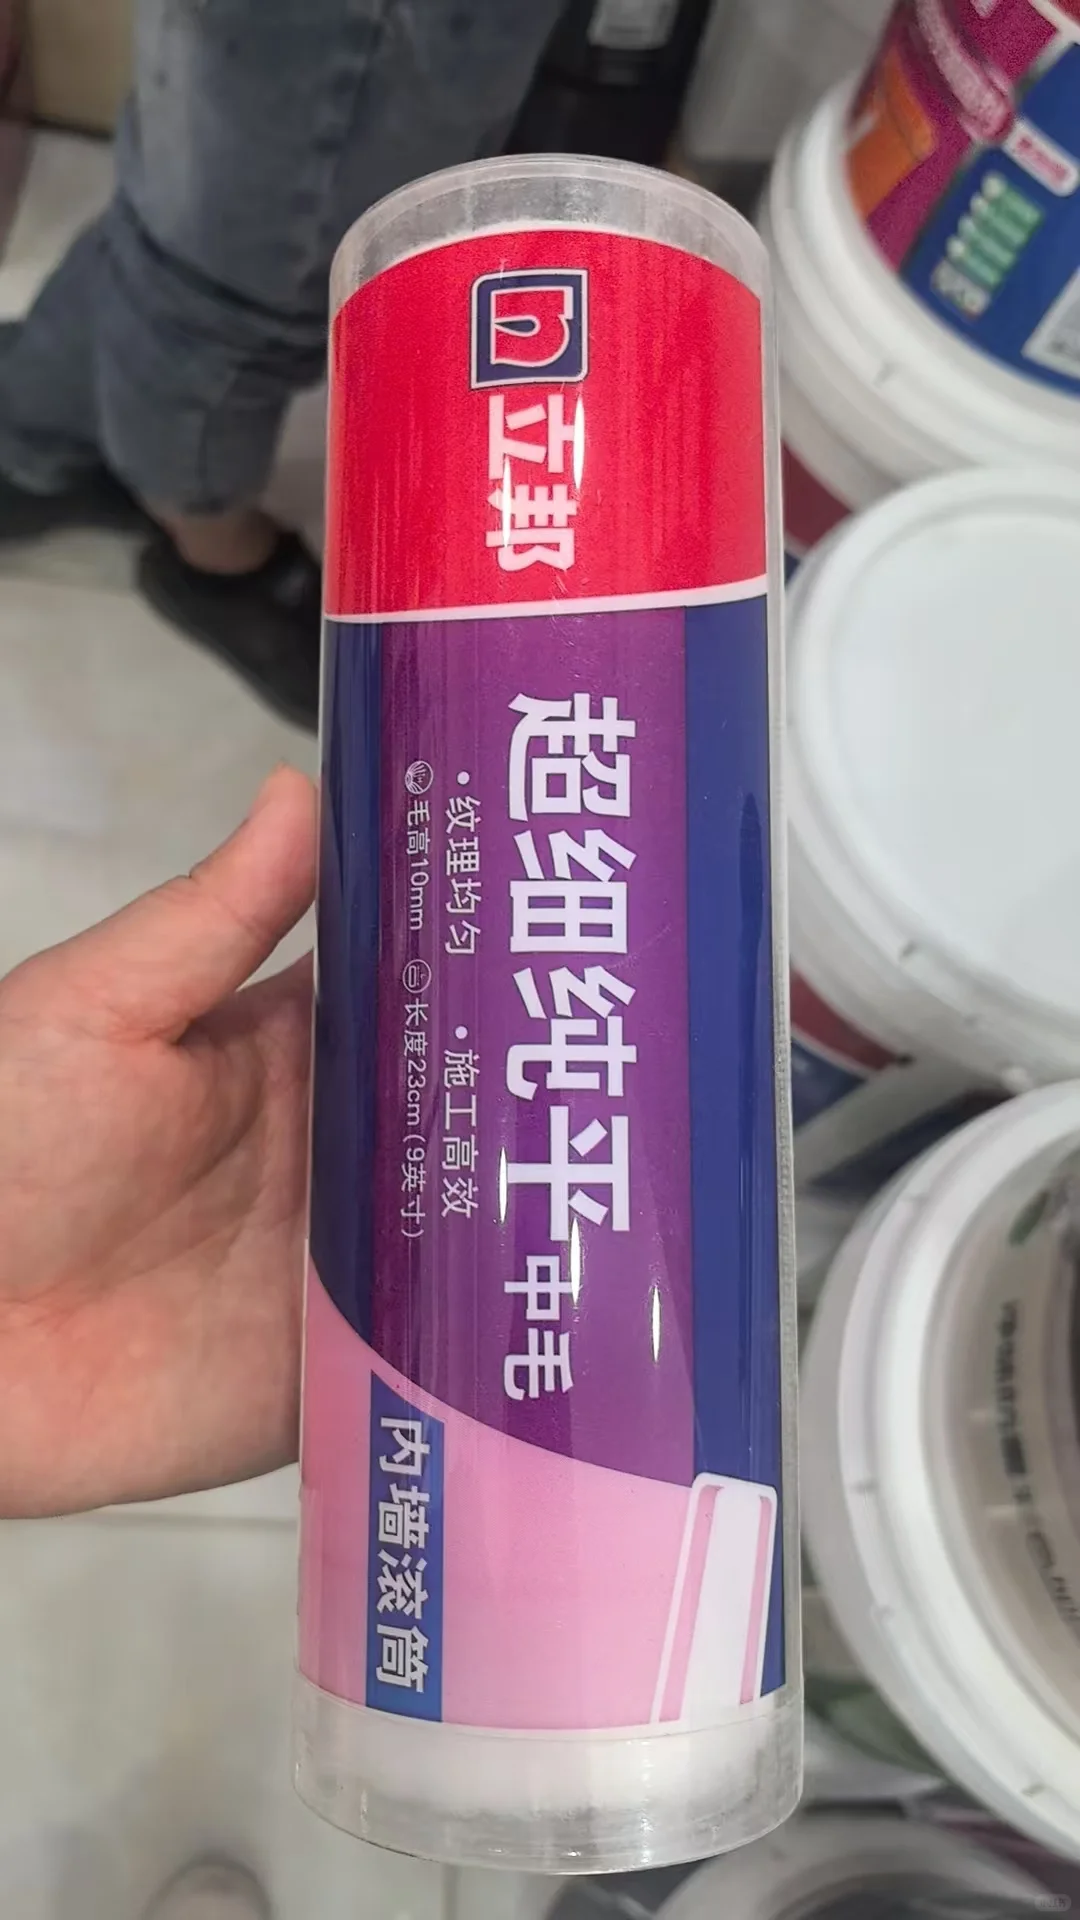 立邦
超细纯平中毛
•纹理均匀 •施工高效
毛高10mm 长度23cm(9英寸)
内墙滚筒